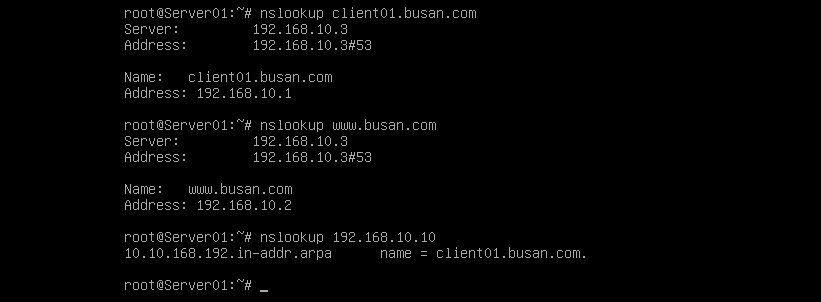 root@Server01:~# nslookup client01.busan.com
Server:         192.168.10.3
Address:        192.168.10.3#53
Name:   client01.busan.com
Address: 192.168.10.1
root@Server01:~# nslookup www.busan.com
Server:         192.168.10.3
Address:        192.168.10.3#53
Name:   www.busan.com
Address: 192.168.10.2
root@Server01:~# nslookup 192.168.10.10
10.10.168.192.in-addr.arpa      name = client01.busan.com.
root@Server01:~# _